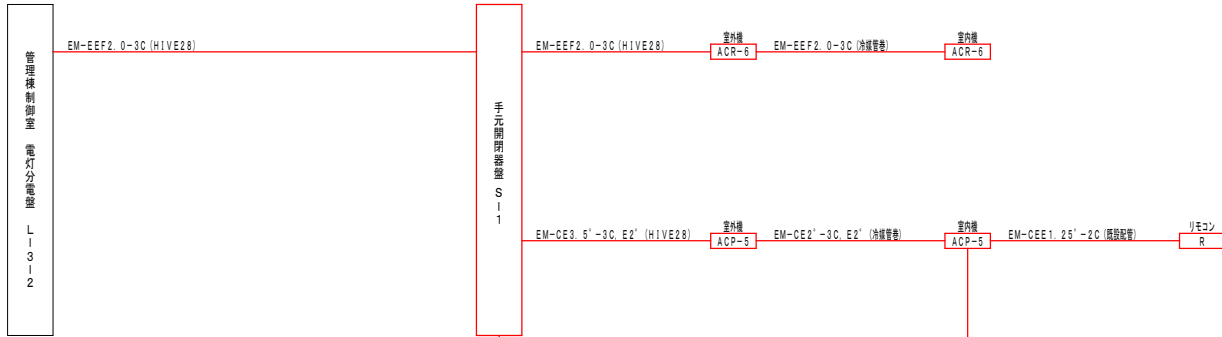 管理棟制御室 電灯分電盤 L-3-2
EM-EEF2.0-3C(HIVE28)
手元開閉器盤 S-1
EM-EEF2.0-3C(HIVE28)
室外機
ACR-6
EM-EEF2.0-3C(冷媒管巻)
室内機
ACR-6
EM-CE3.5ﾟ-3C,E2ﾟ(HIVE28)
室外機
ACP-5
EM-CE2ﾟ-3C,E2ﾟ(冷媒管巻)
室内機
ACP-5
EM-CEE1.25ﾟ-2C(既設配管)
リモコン
R